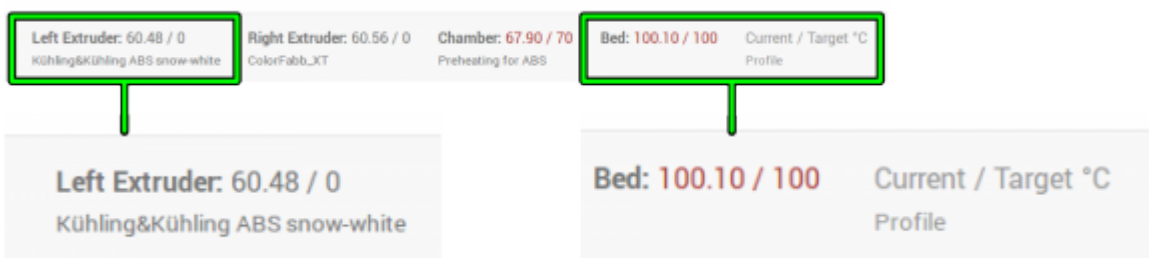 Left Extruder: 60.48 / 0 Right Extruder: 60.56 / 0 Chamber: 67.90 / 70 Bed: 100.10 / 100 Current / Target °C
Kühling&Kühling ABS snow-white ColorFabb_XT Preheating for ABS Profile
Left Extruder: 60.48 / 0
Kühling&Kühling ABS snow-white
Bed: 100.10 / 100 Current / Target °C
Profile